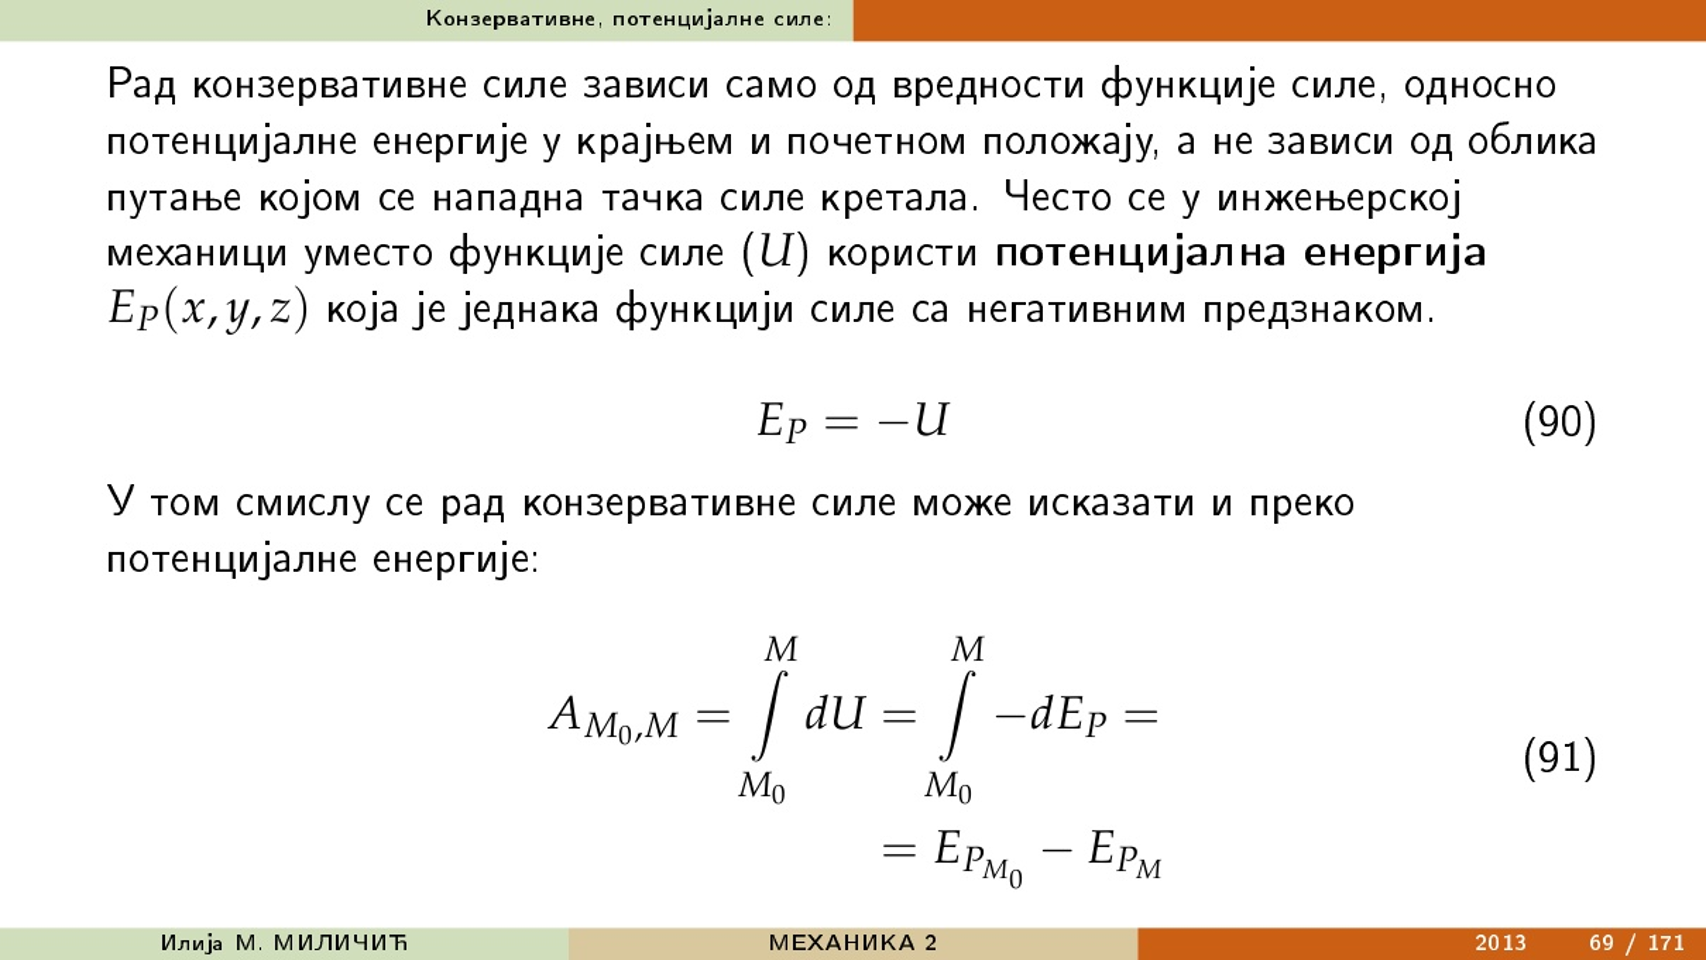 Конзервативне, потенцијалне силе:
Рад конзервативне силе зависи само од вредности функције силе, односно
потенцијалне енергије у крајњем и почетном положају, а не зависи од облика
путање којом се нападна тачка силе кретала. Често се у инжењерској
механици уместо функције силе (U) користи потенцијална енергија
E_P(x, y, z) која је једнака функцији силе са негативним предзнаком.
E_P = −U (90)
У том смислу се рад конзервативне силе може исказати и преко
потенцијалне енергије:
A_{M_0,M} = ∫_{M_0}^{M} dU = ∫_{M_0}^{M} −dE_P =
(91)
= E_{P_{M_0}} − E_{P_M}
Илија М. МИЛИЧИЋ МЕХАНИКА 2 2013 69 / 171